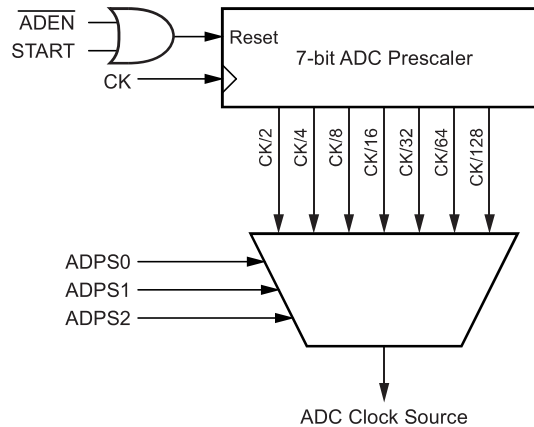 ADEN
START
Reset
7-bit ADC Prescaler
CK
CK/2
CK/4
CK/8
CK/16
CK/32
CK/64
CK/128
ADPS0
ADPS1
ADPS2
ADC Clock Source